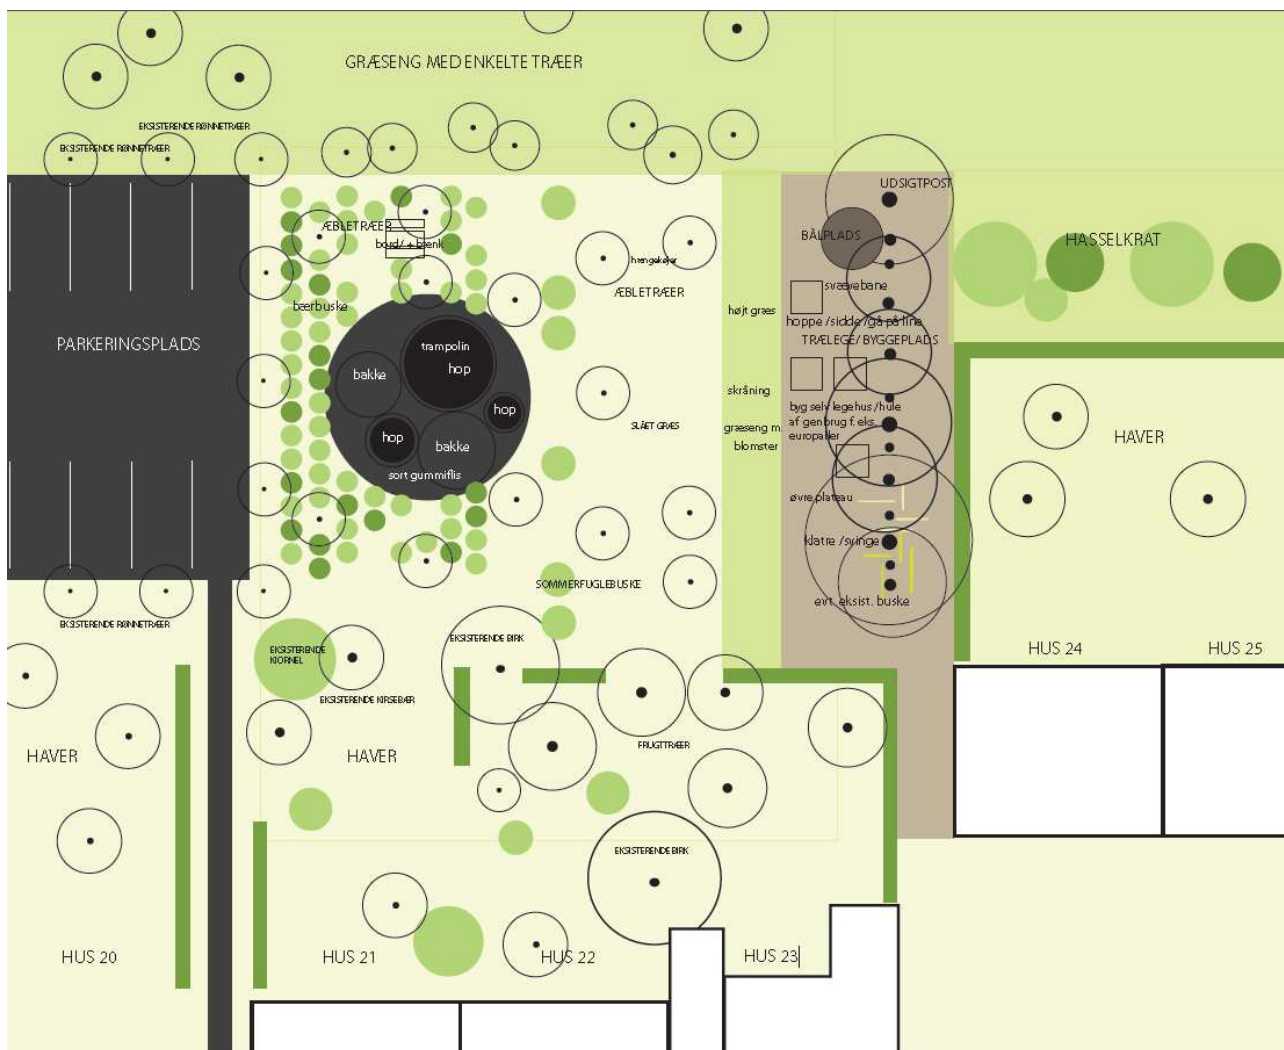 GRÆSENG MED ENKELTE TRÆER
EKSISTERENDE RØNNETRÆER
EKSISTERENDE RØNNETRÆER
UDSIGTPOST
ÆBLETRÆER
bord/ + bænk
BÅLPLADS
HASSELKRAT
hængekøjer
ÆBLETRÆER
svævebane
bærbuske
højt græs
hoppe /sidde /gå på line
TRÆLEGE/ BYGGEPLADS
PARKERINGSPLADS
trampolin
hop
bakke
skråning
hop
byg selv legehus /hule
af genbrug f. eks.
europaller
SLÅET GRÆS
græseng m.
blomster
hop
bakke
HAVER
sort gummiflis
øvre plateau
klatre /svinge
SOMMERFUGLEBUSKE
evt. eksist. buske
EKSISTERENDE RØNNETRÆER
EKSISTERENDE BIRK
EKSISTERENDE
KJORNEL
HUS 24
HUS 25
EKSISTERENDE KIRSEBÆR
FRUGTTRÆER
HAVER
HAVER
EKSISTERENDE BIRK
HUS 20
HUS 21
HUS 22
HUS 23